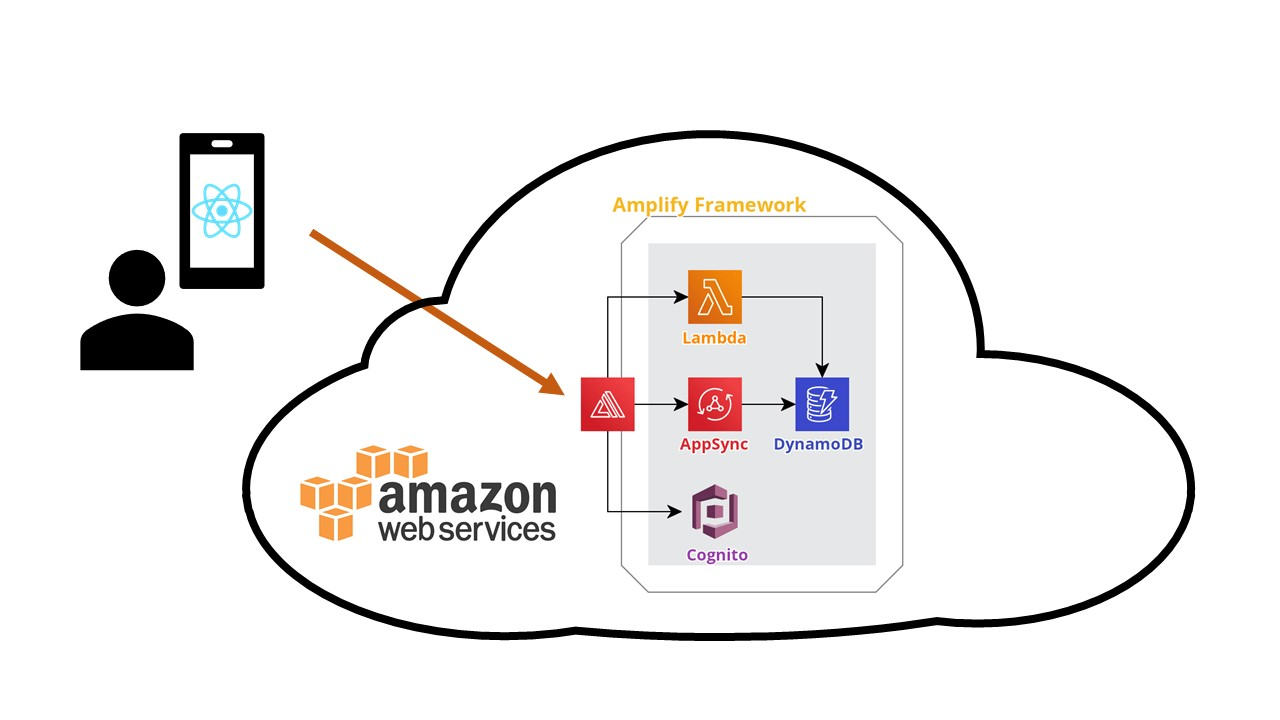 Amplify Framework
Lambda
AppSync
DynamoDB
Cognito
amazon
web services